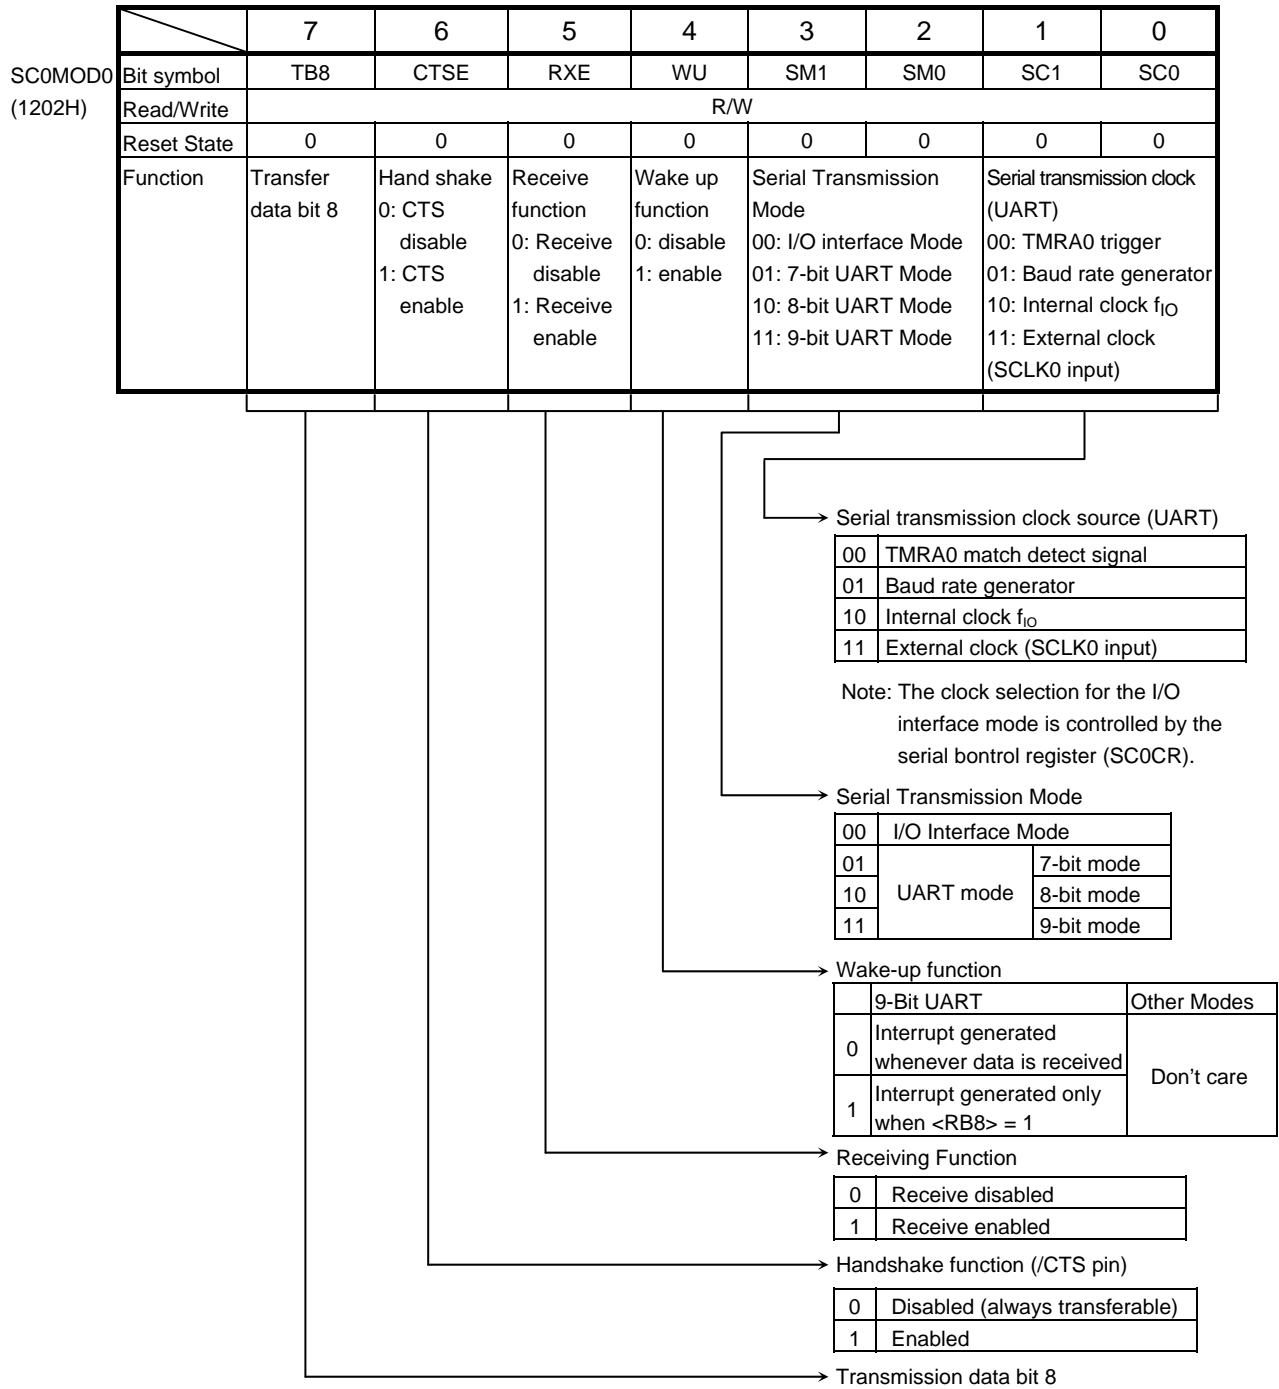 7 6 5 4 3 2 1 0
SC0MOD0 Bit symbol TB8 CTSE RXE WU SM1 SM0 SC1 SC0
(1202H) Read/Write R/W
Reset State 0 0 0 0 0 0 0 0
Function Transfer Hand shake Receive Wake up Serial Transmission Serial transmission clock
data bit 8 0: CTS function function Mode (UART)
disable 0: Receive 0: disable 00: I/O interface Mode 00: TMRA0 trigger
1: CTS disable 1: enable 01: 7-bit UART Mode 01: Baud rate generator
enable 1: Receive 10: 8-bit UART Mode 10: Internal clock fIO
enable 11: 9-bit UART Mode 11: External clock
(SCLK0 input)
Serial transmission clock source (UART)
00 TMRA0 match detect signal
01 Baud rate generator
10 Internal clock fIO
11 External clock (SCLK0 input)
Note: The clock selection for the I/O
interface mode is controlled by the
serial bontrol register (SC0CR).
Serial Transmission Mode
00 I/O Interface Mode
01 7-bit mode
10 UART mode 8-bit mode
11 9-bit mode
Wake-up function
9-Bit UART Other Modes
0 Interrupt generated
whenever data is received
Don't care
1 Interrupt generated only
when <RB8> = 1
Receiving Function
0 Receive disabled
1 Receive enabled
Handshake function (/CTS pin)
0 Disabled (always transferable)
1 Enabled
Transmission data bit 8